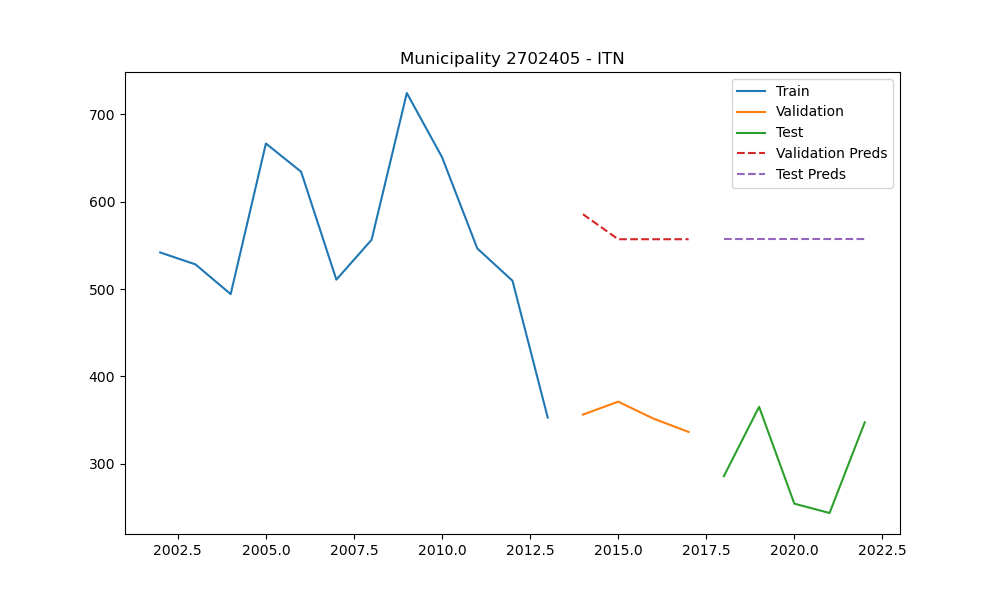 Municipality 2702405 - ITN
Train
Validation
Test
Validation Preds
Test Preds
700
600
500
400
300
2002.5 2005.0 2007.5 2010.0 2012.5 2015.0 2017.5 2020.0 2022.5